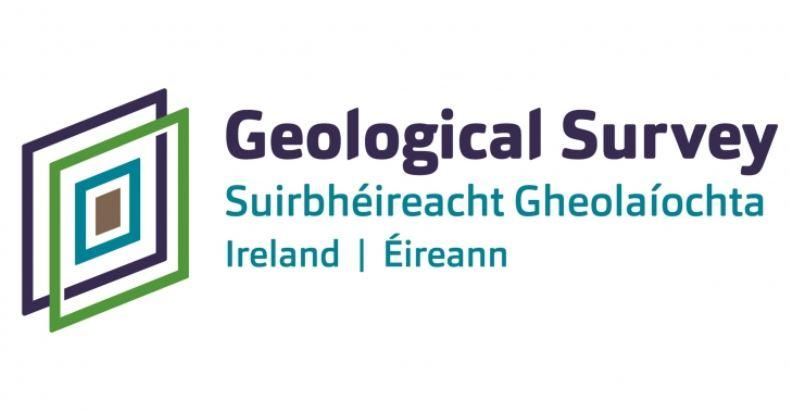 Geological Survey
Suirbhéireacht Gheolaíochta
Ireland | Éireann